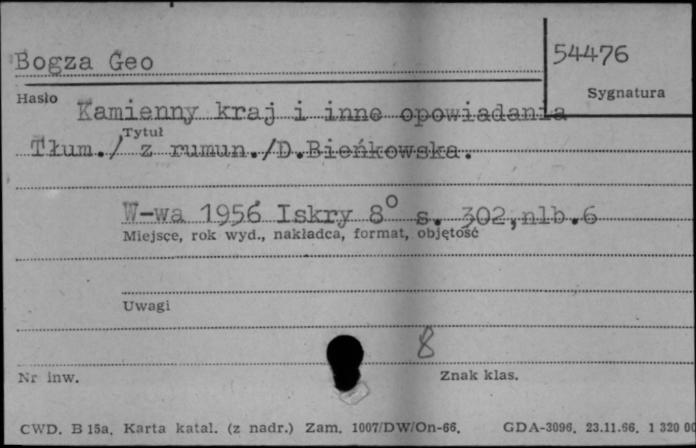 Bogza Geo
54476
Hasło
Sygnatura
Kamienny kraj i inne opowiadania
Tytuł
Tłum./ z rumun./D.Bieńkowska.
W-wa 1956 Iskry 8° s. 302,nlb.6
Miejsce, rok wyd., nakładca, format, objętość
Uwagi
8
Nr inw.
Znak klas.
CWD. B 15a. Karta katal. (z nadr.) Zam. 1007/DW/On-66. GDA-3096. 23.11.66. 1 320